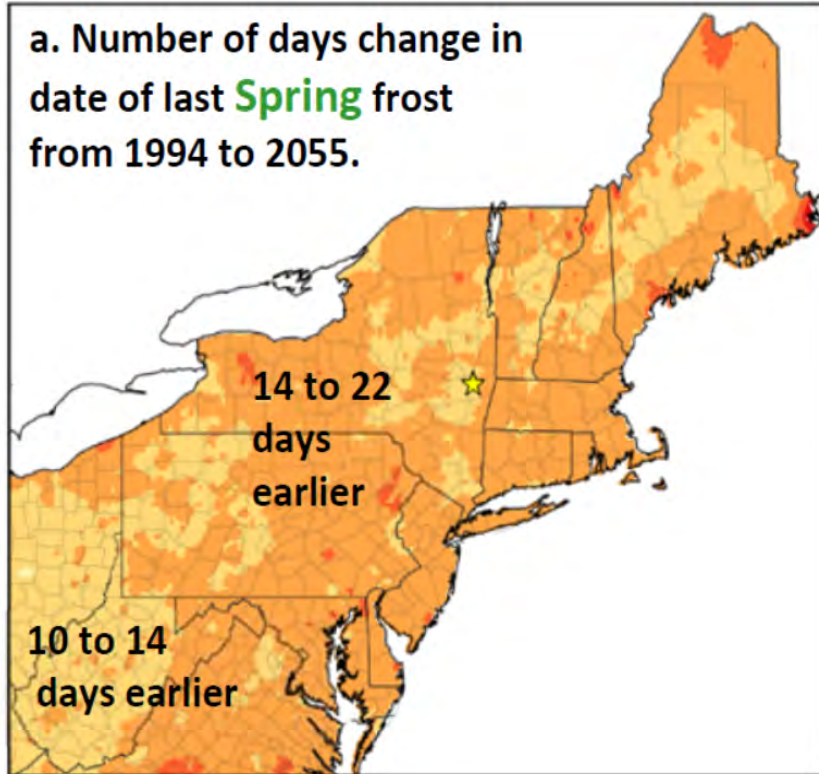 a. Number of days change in
date of last Spring frost
from 1994 to 2055.
14 to 22
days
earlier
10 to 14
days earlier